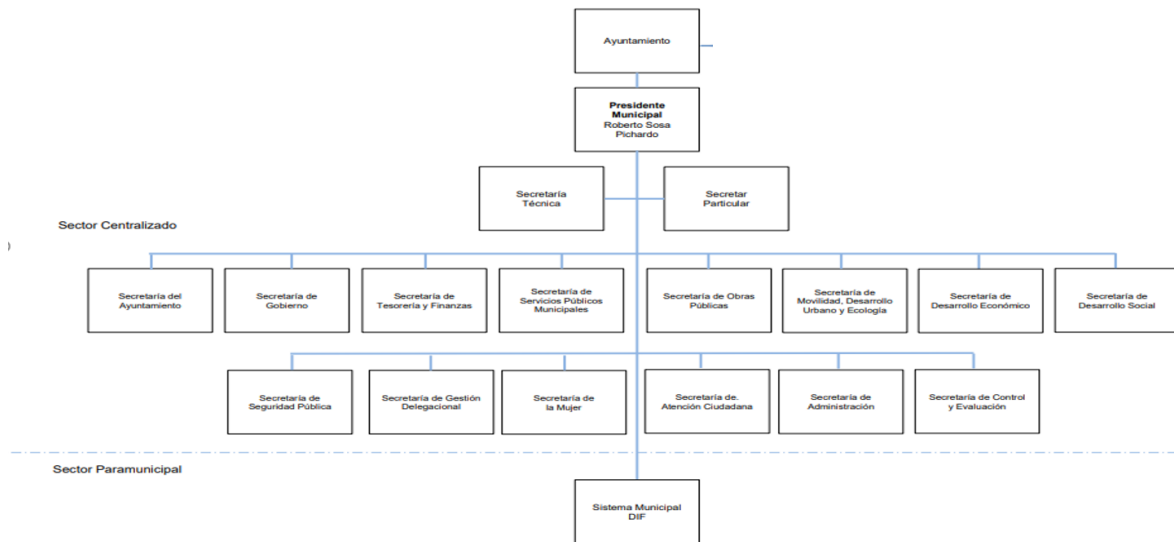 Ayuntamiento
Presidente
Municipal
Roberto Sosa
Pichardo
Secretaría
Técnica
Secretar
Particular
Sector Centralizado
)
Secretaría del
Ayuntamiento
Secretaría de
Gobierno
Secretaría de
Tesorería y Finanzas
Secretaría de
Servicios Públicos
Municipales
Secretaría de Obras
Públicas
Secretaría de
Movilidad, Desarrollo
Urbano y Ecología
Secretaría de
Desarrollo Económico
Secretaría de
Desarrollo Social
Secretaría de
Seguridad Pública
Secretaría de Gestión
Delegacional
Secretaría de
la Mujer
Secretaría de.
Atención Ciudadana
Secretaría de
Administración
Secretaría de Control
y Evaluación
Sector Paramunicipal
Sistema Municipal
DIF